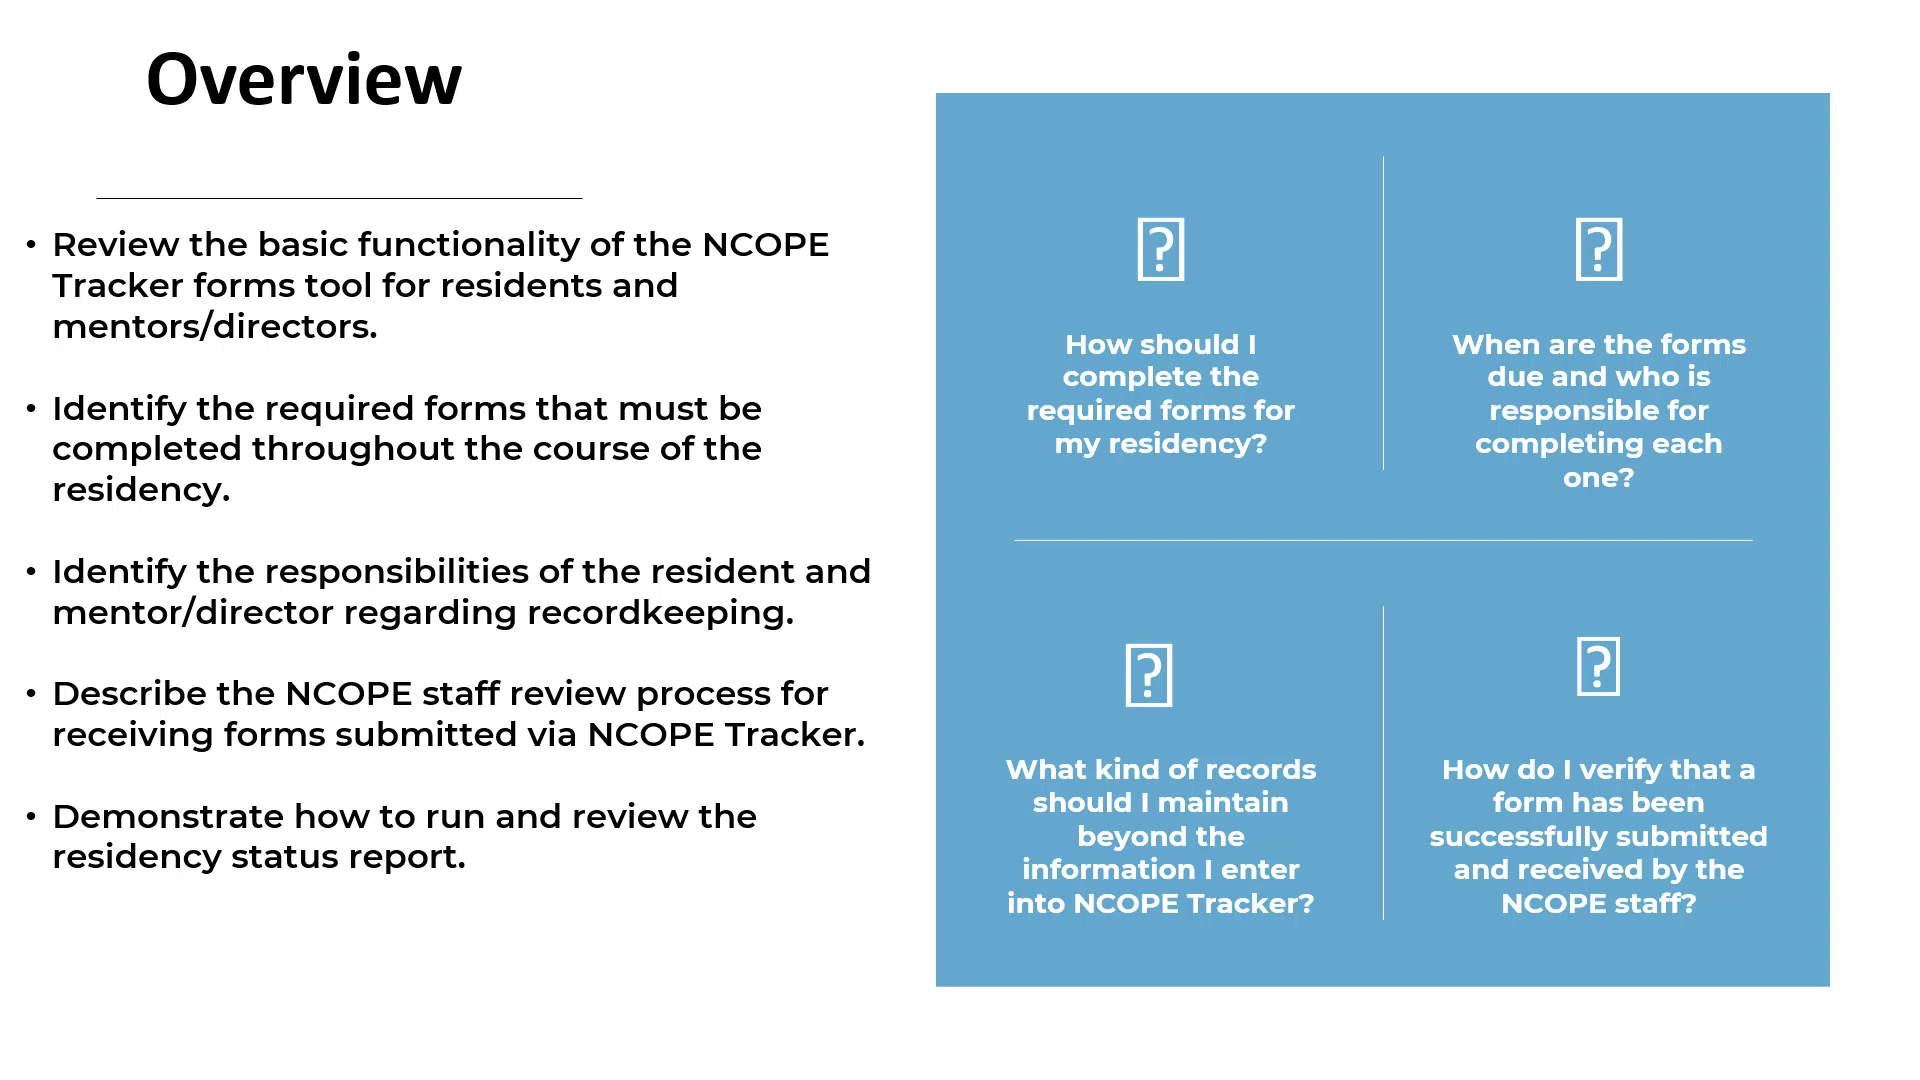 Overview
• Review the basic functionality of the NCOPE
Tracker forms tool for residents and
mentors/directors.
• Identify the required forms that must be
completed throughout the course of the
residency.
• Identify the responsibilities of the resident and
mentor/director regarding recordkeeping.
• Describe the NCOPE staff review process for
receiving forms submitted via NCOPE Tracker.
• Demonstrate how to run and review the
residency status report.
?
How should I
complete the
required forms for
my residency?
?
When are the forms
due and who is
responsible for
completing each
one?
?
What kind of records
should I maintain
beyond the
information I enter
into NCOPE Tracker?
?
How do I verify that a
form has been
successfully submitted
and received by the
NCOPE staff?